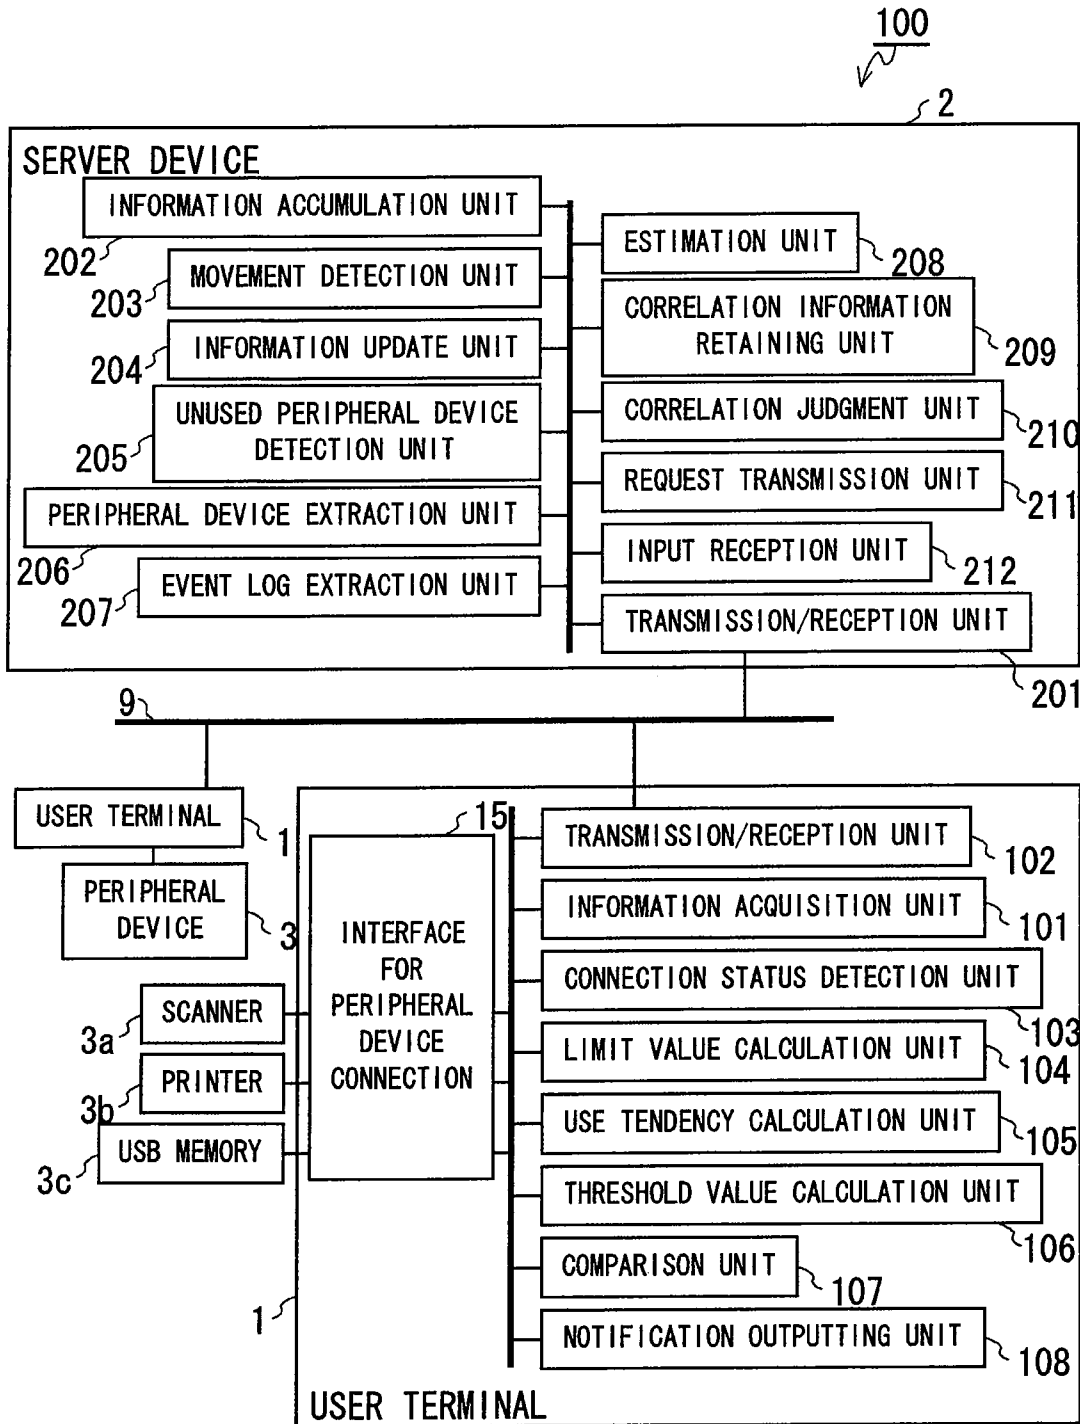 100
2
SERVER DEVICE
INFORMATION ACCUMULATION UNIT
202
MOVEMENT DETECTION UNIT
203
INFORMATION UPDATE UNIT
204
UNUSED PERIPHERAL DEVICE
DETECTION UNIT
205
PERIPHERAL DEVICE EXTRACTION UNIT
206
EVENT LOG EXTRACTION UNIT
207
ESTIMATION UNIT
208
CORRELATION INFORMATION
RETAINING UNIT
209
CORRELATION JUDGMENT UNIT
210
REQUEST TRANSMISSION UNIT
211
INPUT RECEPTION UNIT
212
TRANSMISSION/RECEPTION UNIT
201
9
USER TERMINAL
1
PERIPHERAL
DEVICE
3
SCANNER
3a
PRINTER
3b
USB MEMORY
3c
15
INTERFACE
FOR
PERIPHERAL
DEVICE
CONNECTION
TRANSMISSION/RECEPTION UNIT
102
INFORMATION ACQUISITION UNIT
101
CONNECTION STATUS DETECTION UNIT
103
LIMIT VALUE CALCULATION UNIT
104
USE TENDENCY CALCULATION UNIT
105
THRESHOLD VALUE CALCULATION UNIT
106
COMPARISON UNIT
107
NOTIFICATION OUTPUTTING UNIT
108
1
USER TERMINAL